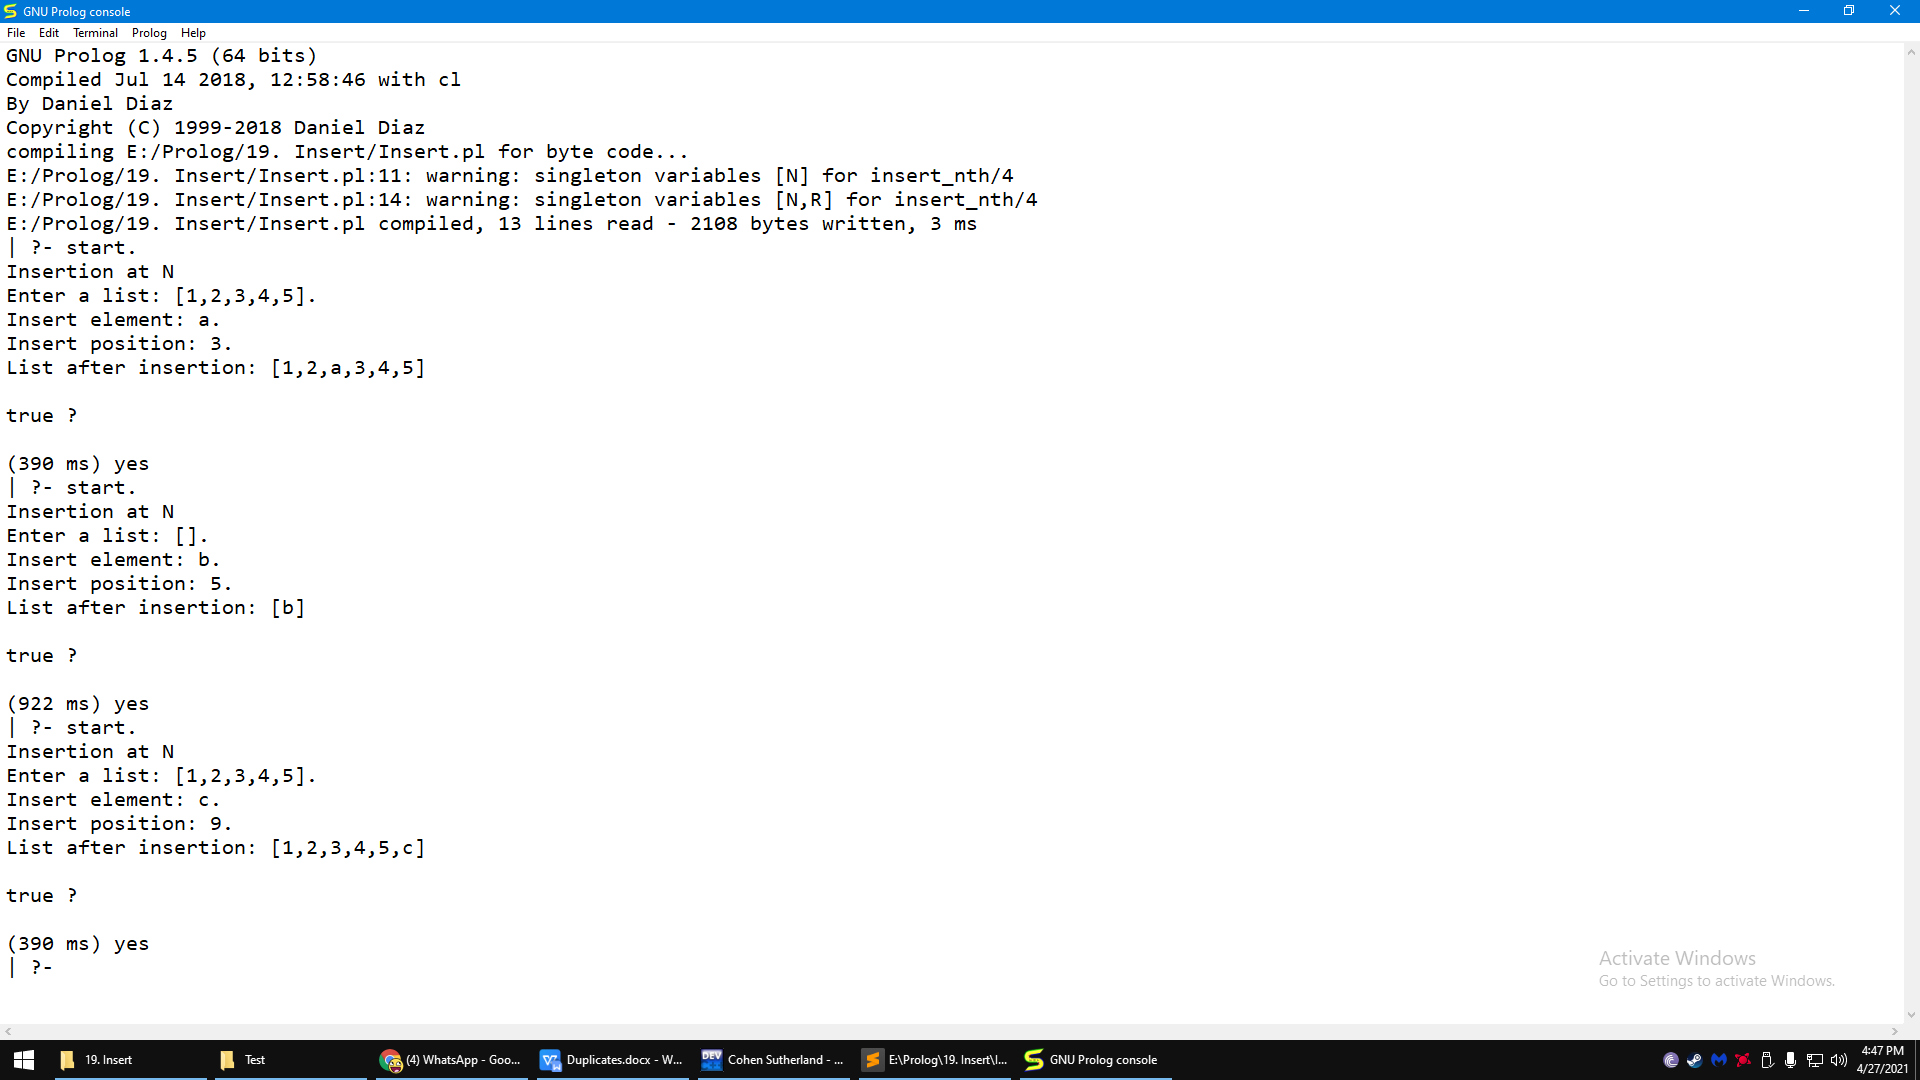 GNU Prolog console
File Edit Terminal Prolog Help
GNU Prolog 1.4.5 (64 bits)
Compiled Jul 14 2018, 12:58:46 with cl
By Daniel Diaz
Copyright (C) 1999-2018 Daniel Diaz
compiling E:/Prolog/19. Insert/Insert.pl for byte code...
E:/Prolog/19. Insert/Insert.pl:11: warning: singleton variables [N] for insert_nth/4
E:/Prolog/19. Insert/Insert.pl:14: warning: singleton variables [N,R] for insert_nth/4
E:/Prolog/19. Insert/Insert.pl compiled, 13 lines read - 2108 bytes written, 3 ms
| ?- start.
Insertion at N
Enter a list: [1,2,3,4,5].
Insert element: a.
Insert position: 3.
List after insertion: [1,2,a,3,4,5]
true ?
(390 ms) yes
| ?- start.
Insertion at N
Enter a list: [].
Insert element: b.
Insert position: 5.
List after insertion: [b]
true ?
(922 ms) yes
| ?- start.
Insertion at N
Enter a list: [1,2,3,4,5].
Insert element: c.
Insert position: 9.
List after insertion: [1,2,3,4,5,c]
true ?
(390 ms) yes
| ?-
Activate Windows
Go to Settings to activate Windows.
19. Insert
Test
(4) WhatsApp - Goo...
Duplicates.docx - W...
DEV
Cohen Sutherland - ...
E:\Prolog\19. Insert\I...
GNU Prolog console
4:47 PM
4/27/2021